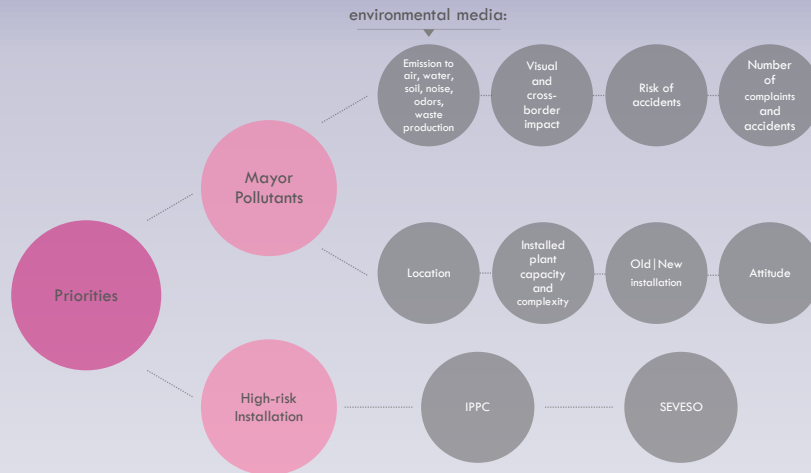 environmental media:
Emission to
air, water,
soil, noise,
odors,
waste
production
Visual
and
cross-
border
impact
Risk of
accidents
Number
of
complaints
and
accidents
Mayor
Pollutants
Location
Installed
plant
capacity
and
complexity
Old|New
installation
Attitude
Priorities
High-risk
Installation
IPPC
SEVESO